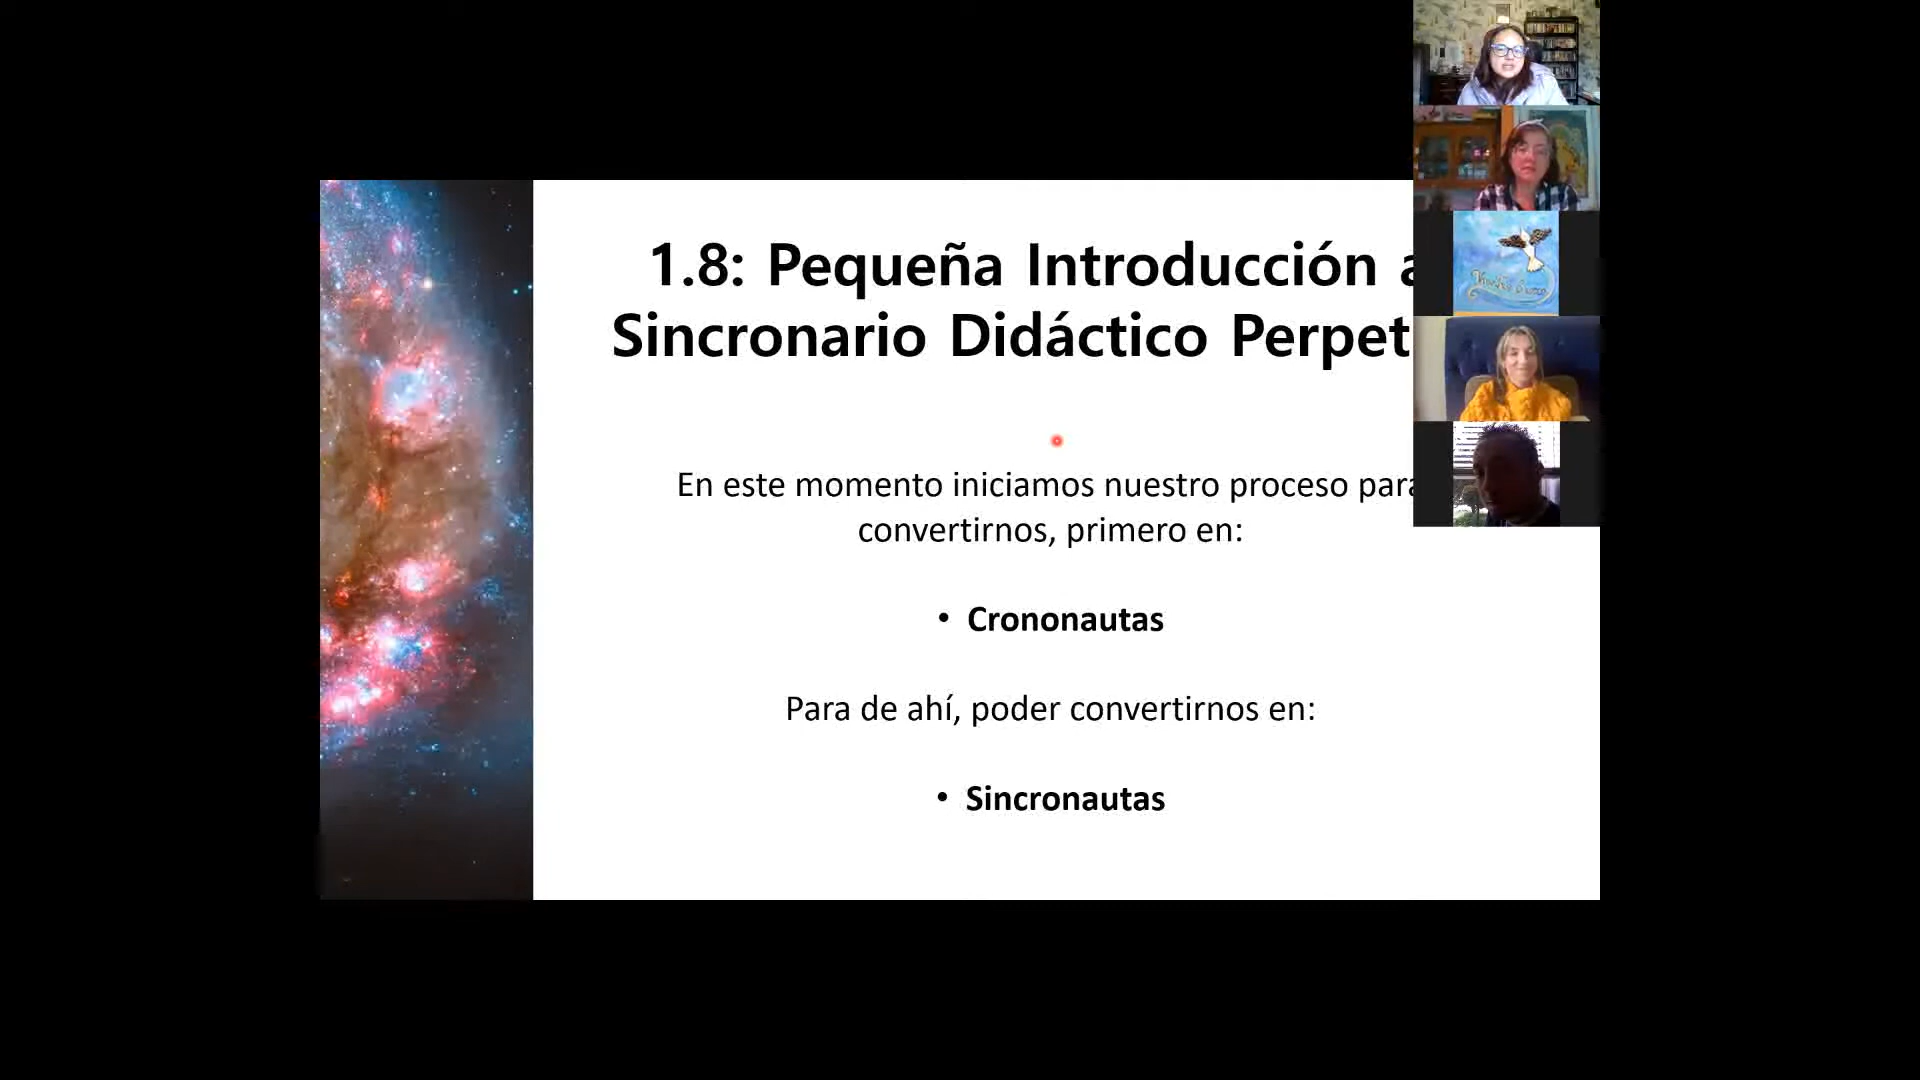 1.8: Pequeña Introducción a
Sincronario Didáctico Perpet
En este momento iniciamos nuestro proceso para
convertirnos, primero en:
• Crononautas
Para de ahí, poder convertirnos en:
• Sincronautas